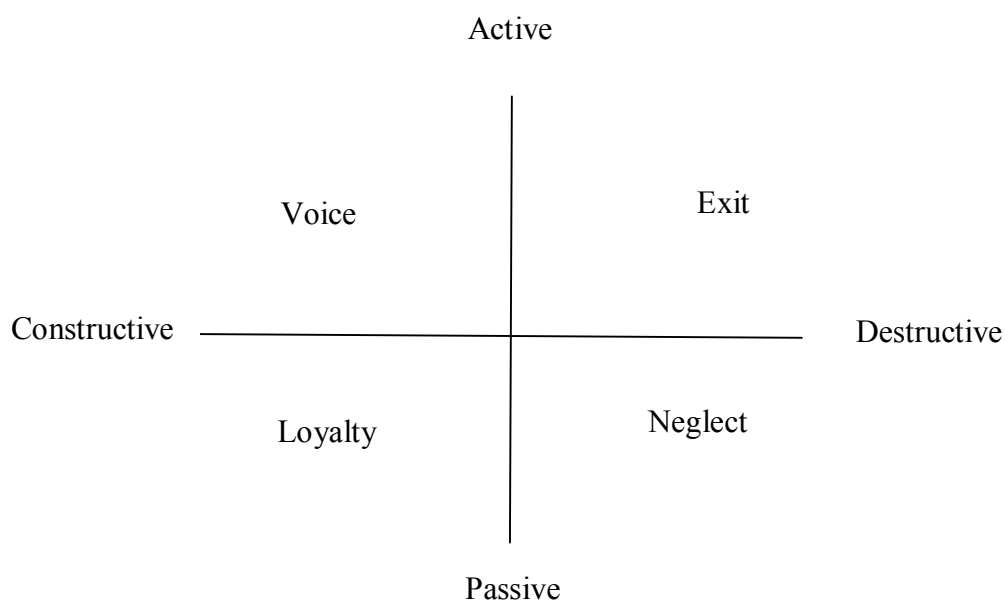 Active
Voice
Exit
Constructive
Destructive
Loyalty
Neglect
Passive